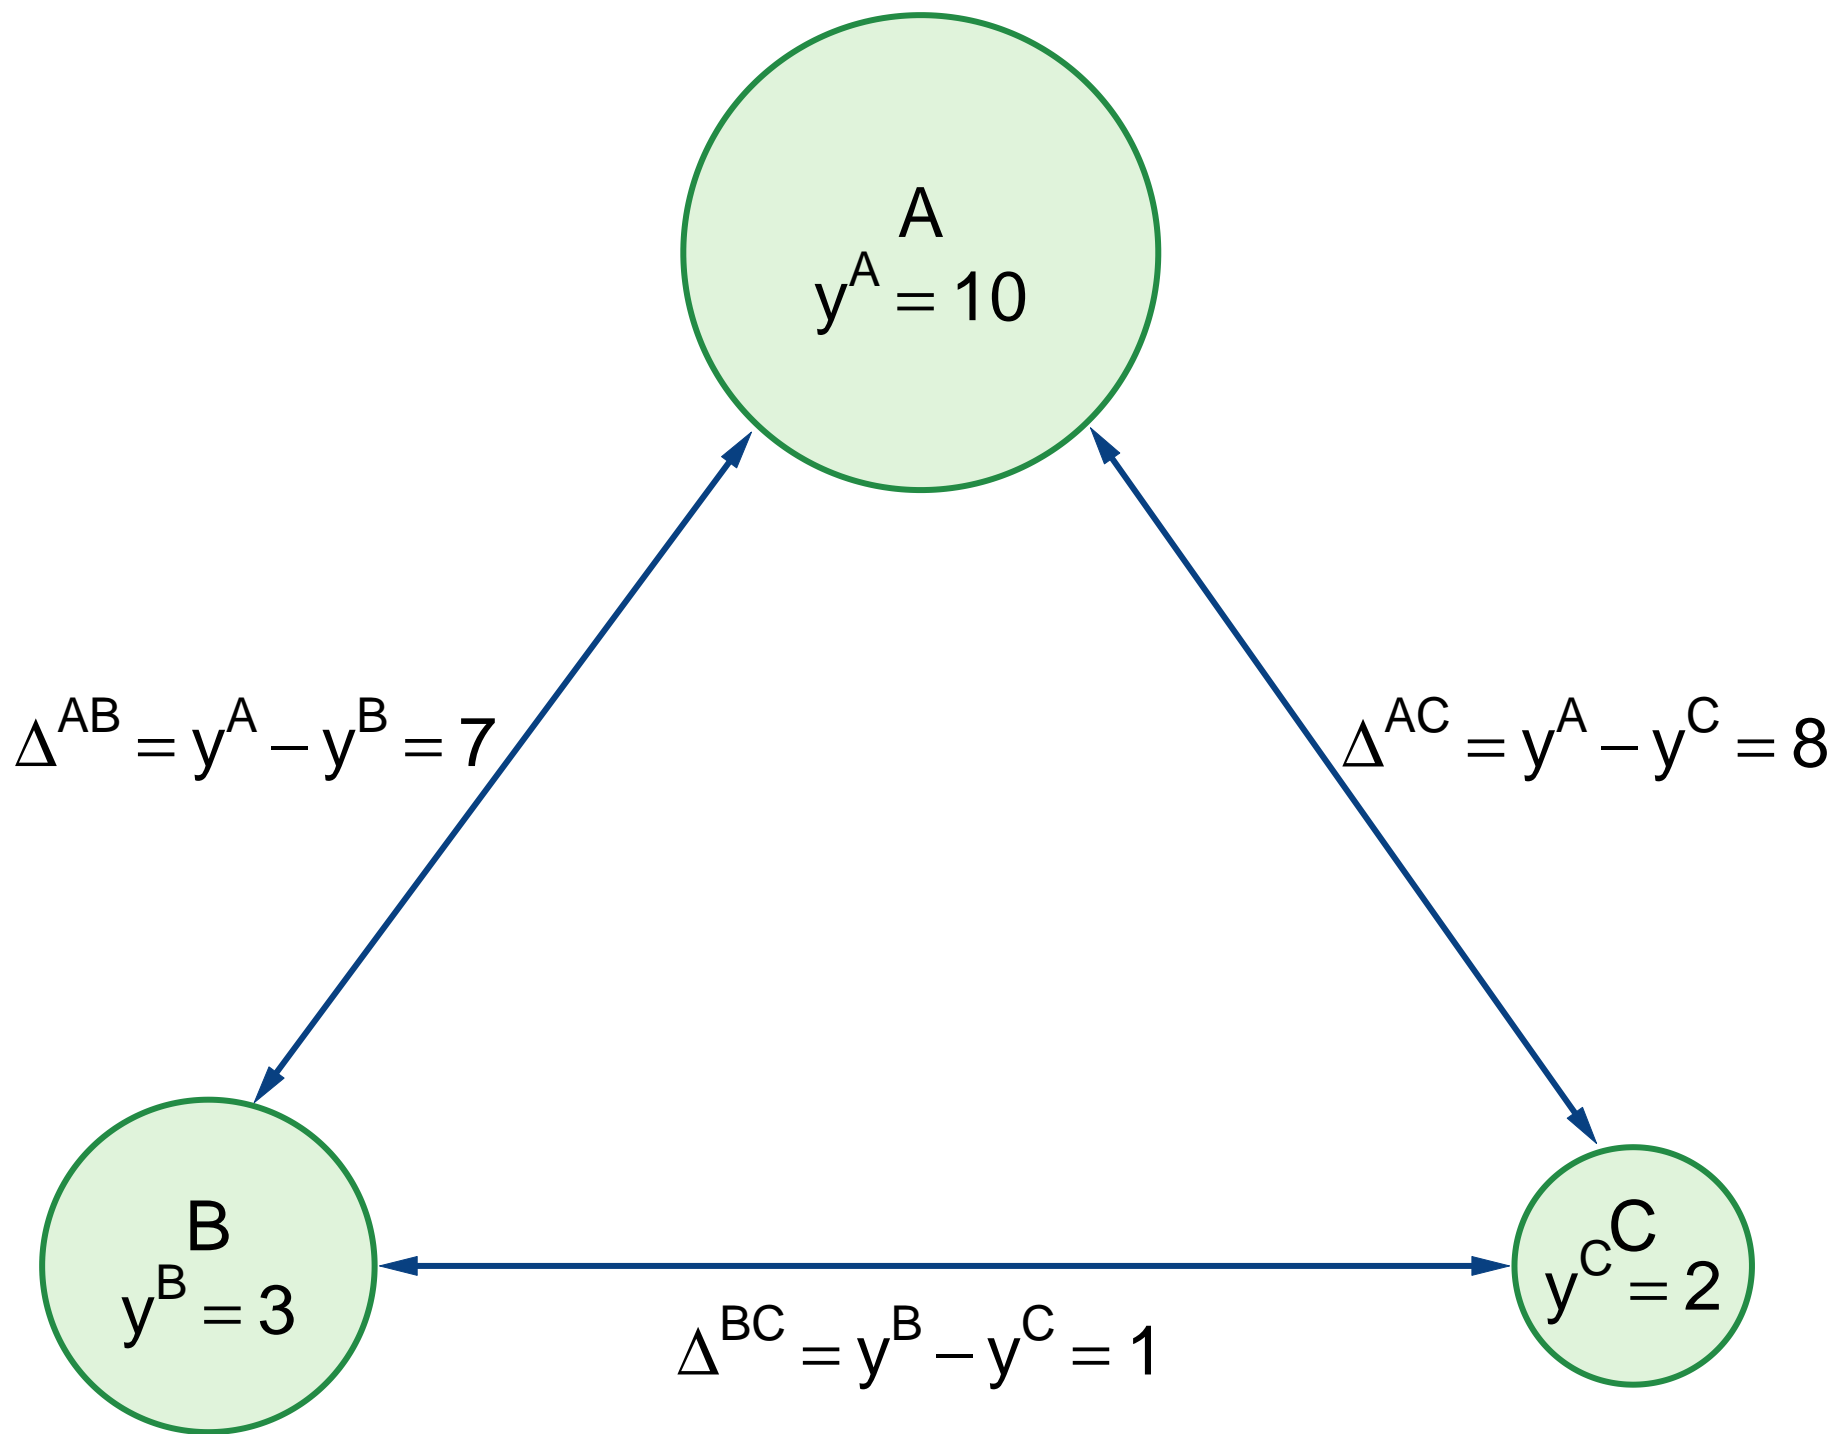 A
y^A = 10
Δ^AB = y^A − y^B = 7
Δ^AC = y^A − y^C = 8
B
y^B = 3
C
y^C = 2
Δ^BC = y^B − y^C = 1